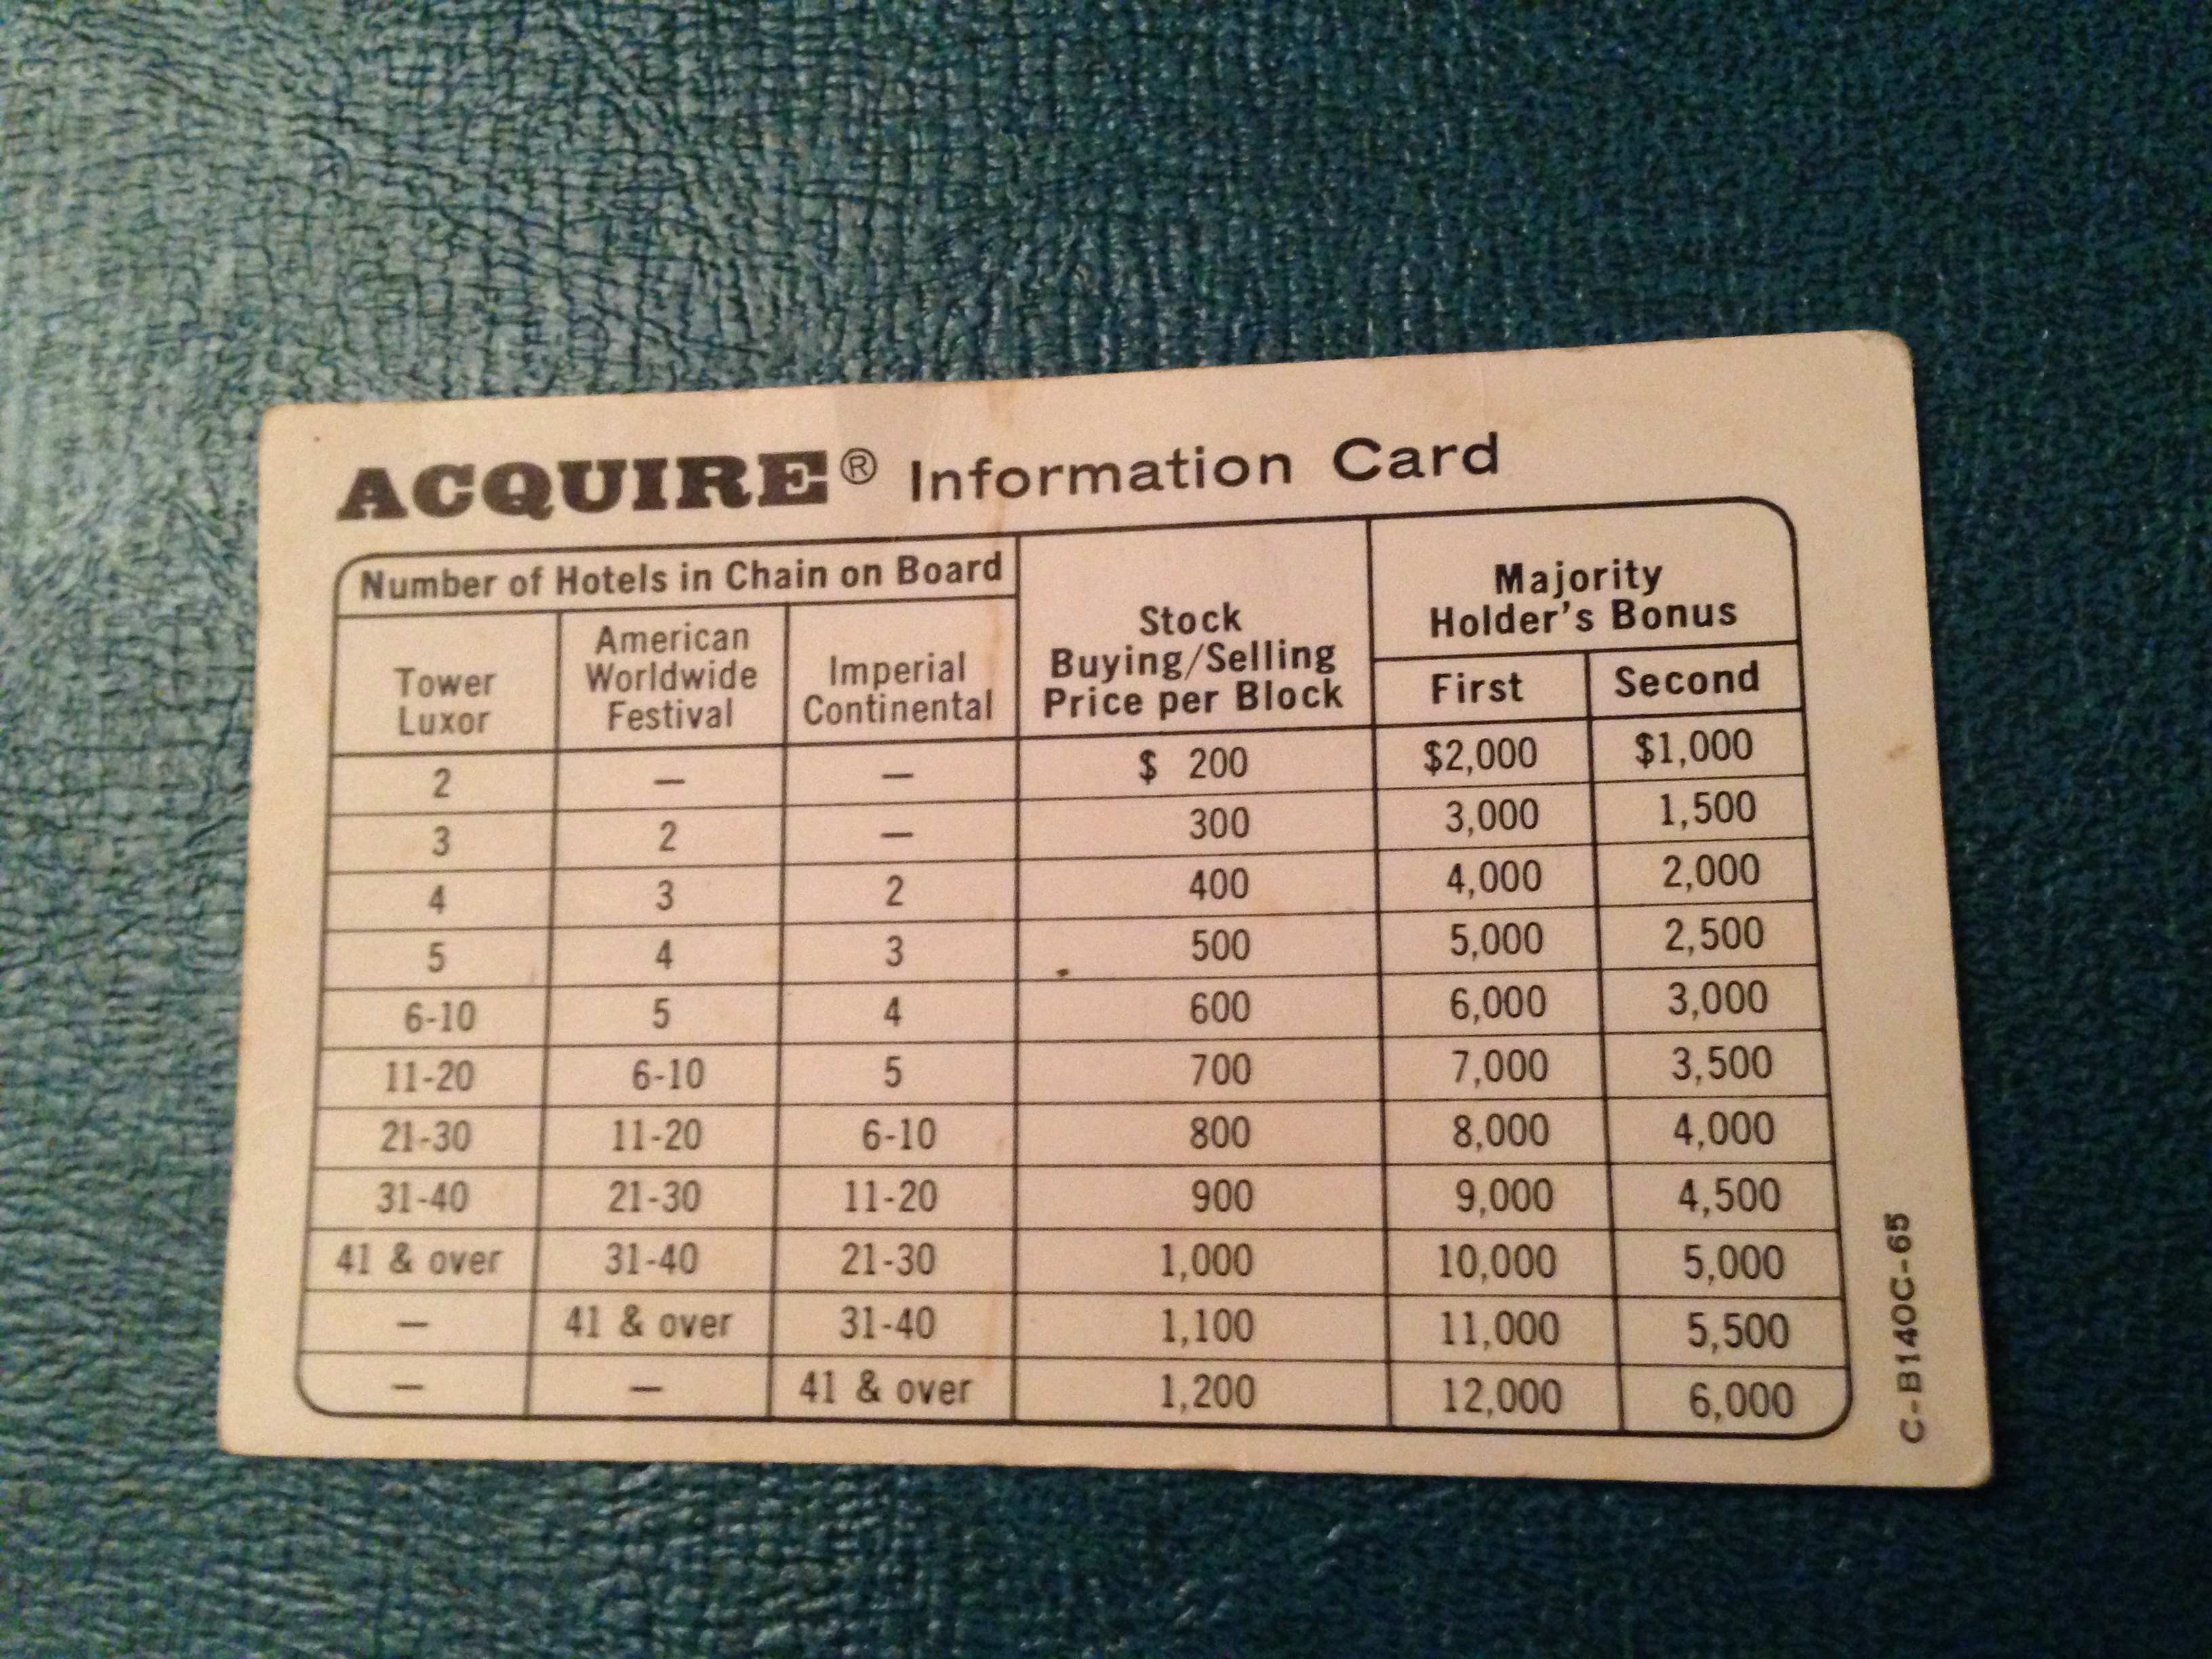 ACQUIRE® Information Card
Number of Hotels in Chain on Board
Tower
Luxor
American
Worldwide
Festival
Imperial
Continental
Stock
Buying/Selling
Price per Block
Majority
Holder's Bonus
First
Second
2 — — $ 200 $2,000 $1,000
3 2 — 300 3,000 1,500
4 3 2 400 4,000 2,000
5 4 3 500 5,000 2,500
6-10 5 4 600 6,000 3,000
11-20 6-10 5 700 7,000 3,500
21-30 11-20 6-10 800 8,000 4,000
31-40 21-30 11-20 900 9,000 4,500
41 & over 31-40 21-30 1,000 10,000 5,000
— 41 & over 31-40 1,100 11,000 5,500
— — 41 & over 1,200 12,000 6,000
C-B140C-65